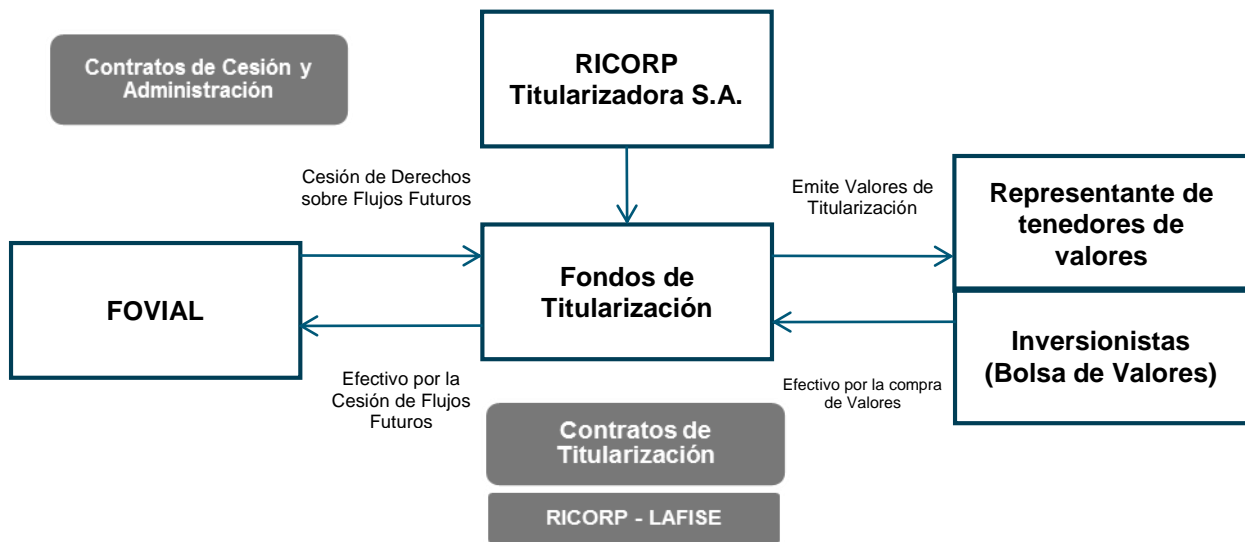 Contratos de Cesión y
Administración
RICORP
Titularizadora S.A.
Cesión de Derechos
sobre Flujos Futuros
Emite Valores de
Titularización
Representante de
tenedores de
valores
FOVIAL
Fondos de
Titularización
Inversionistas
(Bolsa de Valores)
Efectivo por la
Cesión de Flujos
Futuros
Efectivo por la compra
de Valores
Contratos de
Titularización
RICORP - LAFISE